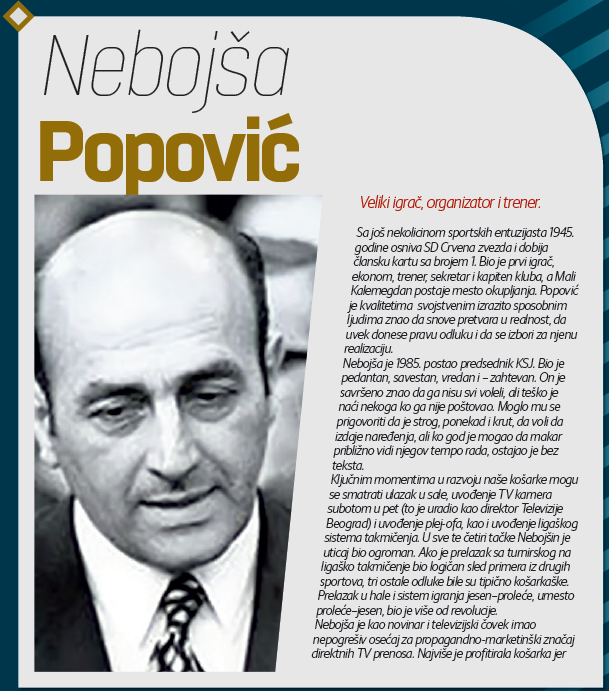 Nebojša
Popović
Veliki igrač, organizator i trener.
Sa još nekolicinom sportskih entuzijasta 1945.
godine osniva SD Crvena zvezda i dobija
člansku kartu sa brojem 1. Bio je prvi igrač,
ekonom, trener, sekretar i kapiten kluba, a Mali
Kalemegdan postaje mesto okupljanja. Popović
je kvalitetima svojstvenim izrazito sposobnim
ljudima znao da snove pretvara u realnost, da
uvek donese pravu odluku i da se izbori za njenu
realizaciju.
Nebojša je 1985. postao predsednik KSJ. Bio je
pedantan, savestan, vredan i – zahtevan. On je
savršeno znao da ga nisu svi voleli, ali teško je
naći nekoga ko ga nije poštovao. Moglo mu se
prigovoriti da je strog, ponekad i krut, da voli da
izdaje naređenja, ali ko god je mogao da makar
približno vidi njegov tempo rada, ostajao je bez
teksta.
Ključnim momentima u razvoju naše košarke mogu
se smatrati ulazak u sale, uvođenje TV kamera
subotom u pet (to je uradio kao direktor Televizije
Beograd) i uvođenje plej-ofa, kao i uvođenje ligaškog
sistema takmičenja. U sve te četiri tačke Nebojšin je
uticaj bio ogroman. Ako je prelazak sa turnirskog na
ligaško takmičenje bio logičan sled primera iz drugih
sportova, tri ostale odluke bile su tipično košarkaške.
Prelazak u hale i sistem igranja jesen–proleće, umesto
proleće–jesen, bio je više od revolucije.
Nebojša je kao novinar i televizijski čovek imao
nepogrešiv osećaj za propagandno-marketinški značaj
direktnih TV prenosa. Najviše je profitirala košarka jer